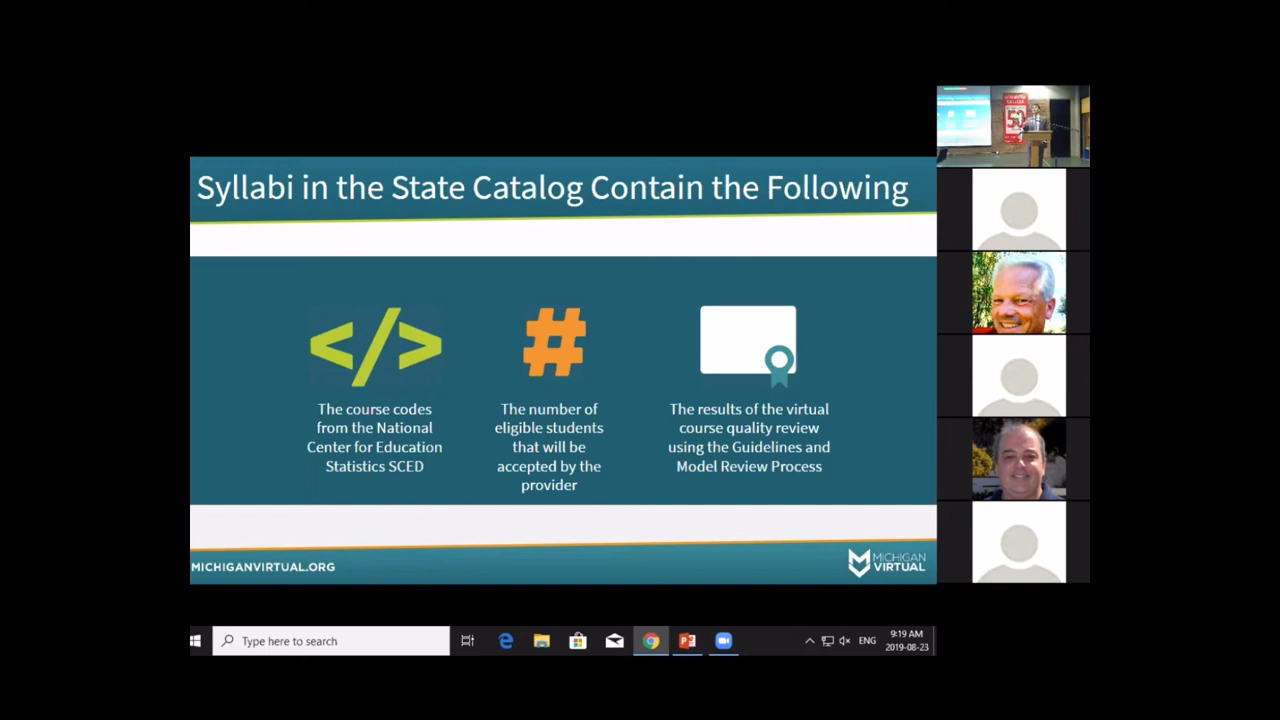 Syllabi in the State Catalog Contain the Following
</>
#
The course codes
from the National
Center for Education
Statistics SCED
The number of
eligible students
that will be
accepted by the
provider
The results of the virtual
course quality review
using the Guidelines and
Model Review Process
MICHIGANVIRTUAL.ORG
MICHIGAN
VIRTUAL
50
Type here to search
ENG
9:19 AM
2019-08-23